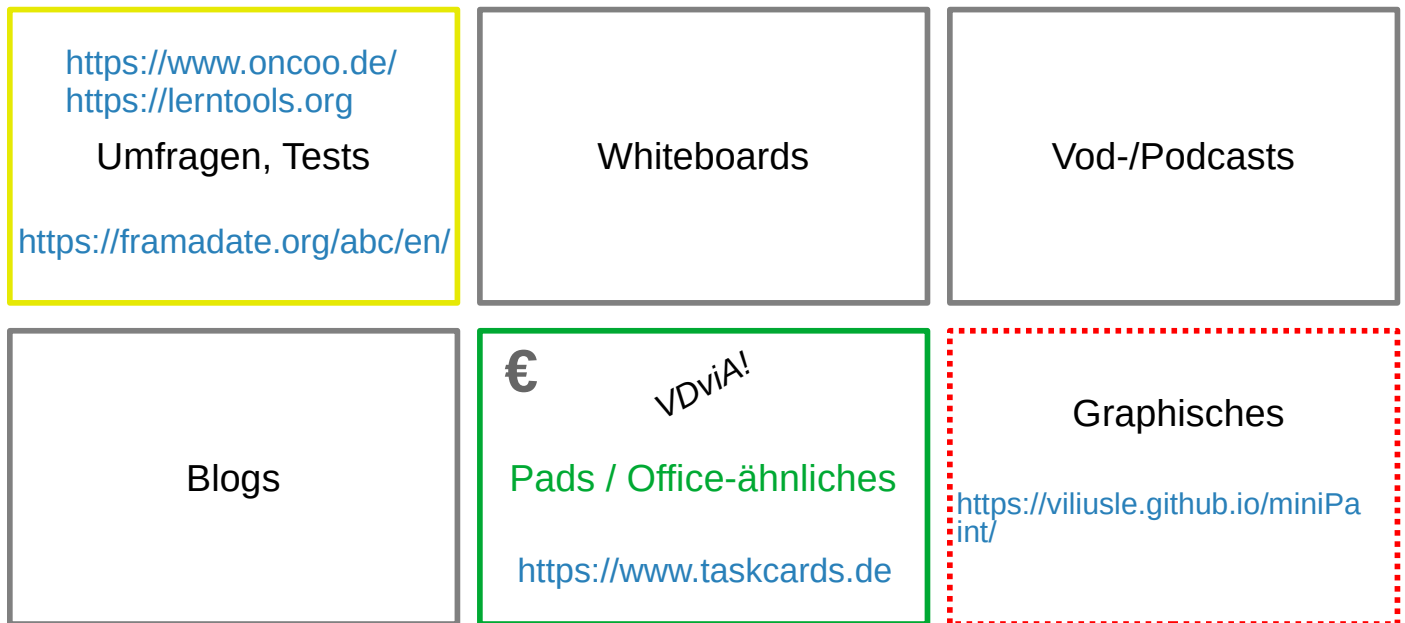 https://www.oncoo.de/
https://lerntools.org
Umfragen, Tests
https://framadate.org/abc/en/
Whiteboards
Vod-/Podcasts
Blogs
€
VDviA!
Pads / Office-ähnliches
https://www.taskcards.de
Graphisches
https://viliusle.github.io/miniPa
int/